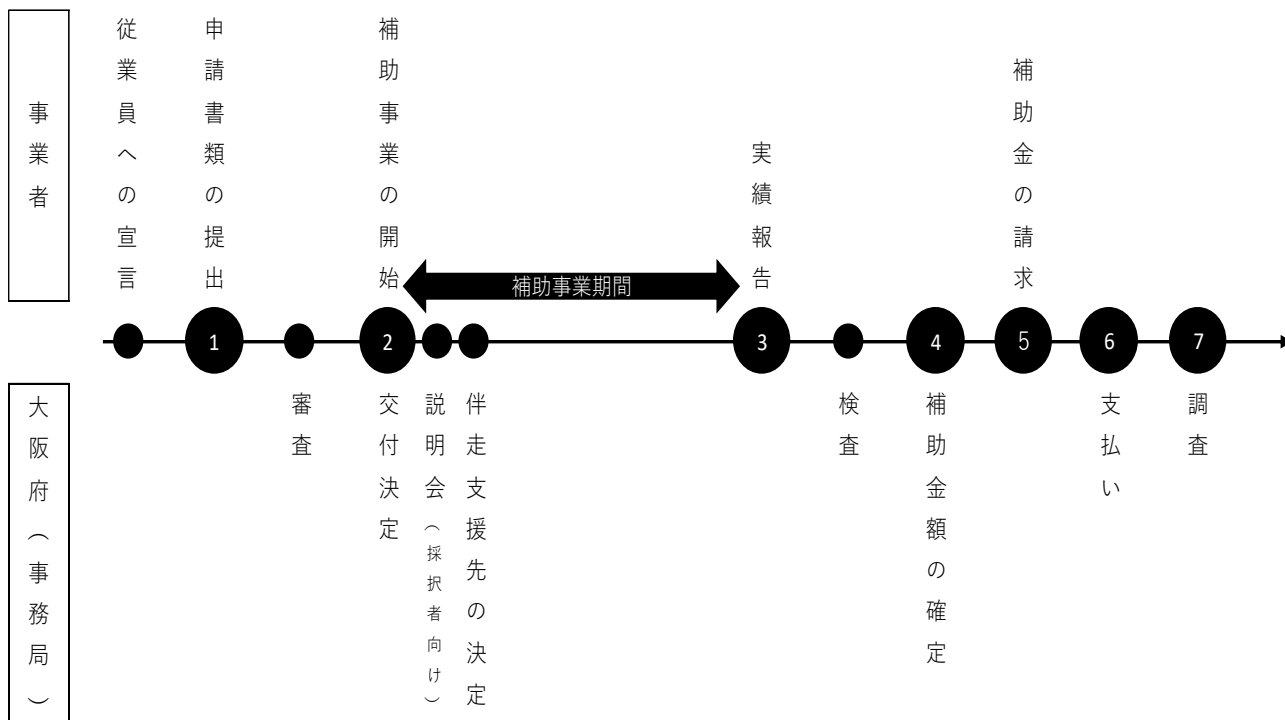 事業者
従業員への宣言
申請書類の提出
補助事業の開始
実績報告
補助金の請求
補助事業期間
1
2
3
4
5
6
7
大阪府（事務局）
審査
交付決定
説明会（採択者向け）
伴走支援先の決定
検査
補助金額の確定
支払い
調査